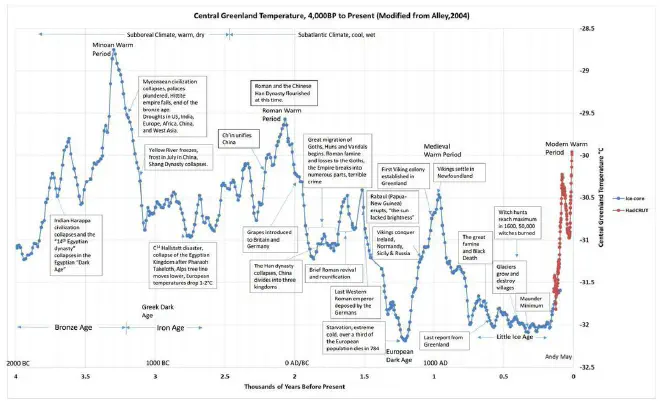 Central Greenland Temperature, 4,000BP to Present (Modified from Alley,2004)
Subboreal Climate, warm, dry
Subatlantic Climate, cool, wet
-28.5
-29.5
-30
-31
-32
-32.5
Central Greenland Temperature °C
Minoan Warm
Period
Mycenaean civilization
collapses, palaces
plundered, Hittite
empire falls, end of the
bronze age.
Droughts in US, India,
Europe, Africa, China,
and West Asia.
Yellow River freezes,
frost in July in China,
Shang Dynasty collapses.
Indian Harappa
civilization
collapses and the
"14th Egyptian
dynasty"
collapses in the
Egyptian "Dark
Age"
Hallstatt disaster,
collapse of the Egyptian
Kingdom after Pharaoh
Takeloth, Alps tree line
moves lower, European
temperatures drop 1-2°C
Greek Dark
Age
Bronze Age
Iron Age
Roman and the Chinese
Han Dynasty flourished
at this time.
Roman Warm
Period
Ch'in unifies
China
Grapes introduced
to Britain and
Germany
The Han dynasty
collapses, China
divides into three
kingdoms
Great migration of
Goths, Huns and Vandals
begins. Roman famine
and losses to the Goths,
the Empire breaks into
numerous parts, terrible
crime
Brief Roman revival
and reunification
Last Western
Roman emperor
deposed by the
Germans
Starvation, extreme
cold, over a third of
the European
population dies in 784
European
Dark Age
Rabaul (Papua-
New Guinea)
erupts, "the sun
lacked brightness"
Vikings conquer
Ireland,
Normandy,
Sicily & Russia
First Viking colony
established in
Greenland
Medieval
Warm Period
Vikings settle in
Newfoundland
The great
famine and
Black Death
Last report from
Greenland
Witch hunts
reach maximum
in 1600, 50,000
witches burned
Glaciers
grow and
destroy
villages
Maunder
Minimum
Little Ice Age
Modern Warm
Period
Ice core
HadCRUT
Andy May
2000 BC
1000 BC
0 AD/BC
1000 AD
4
3.5
3
2.5
2
1.5
1
0.5
0
Thousands of Years Before Present